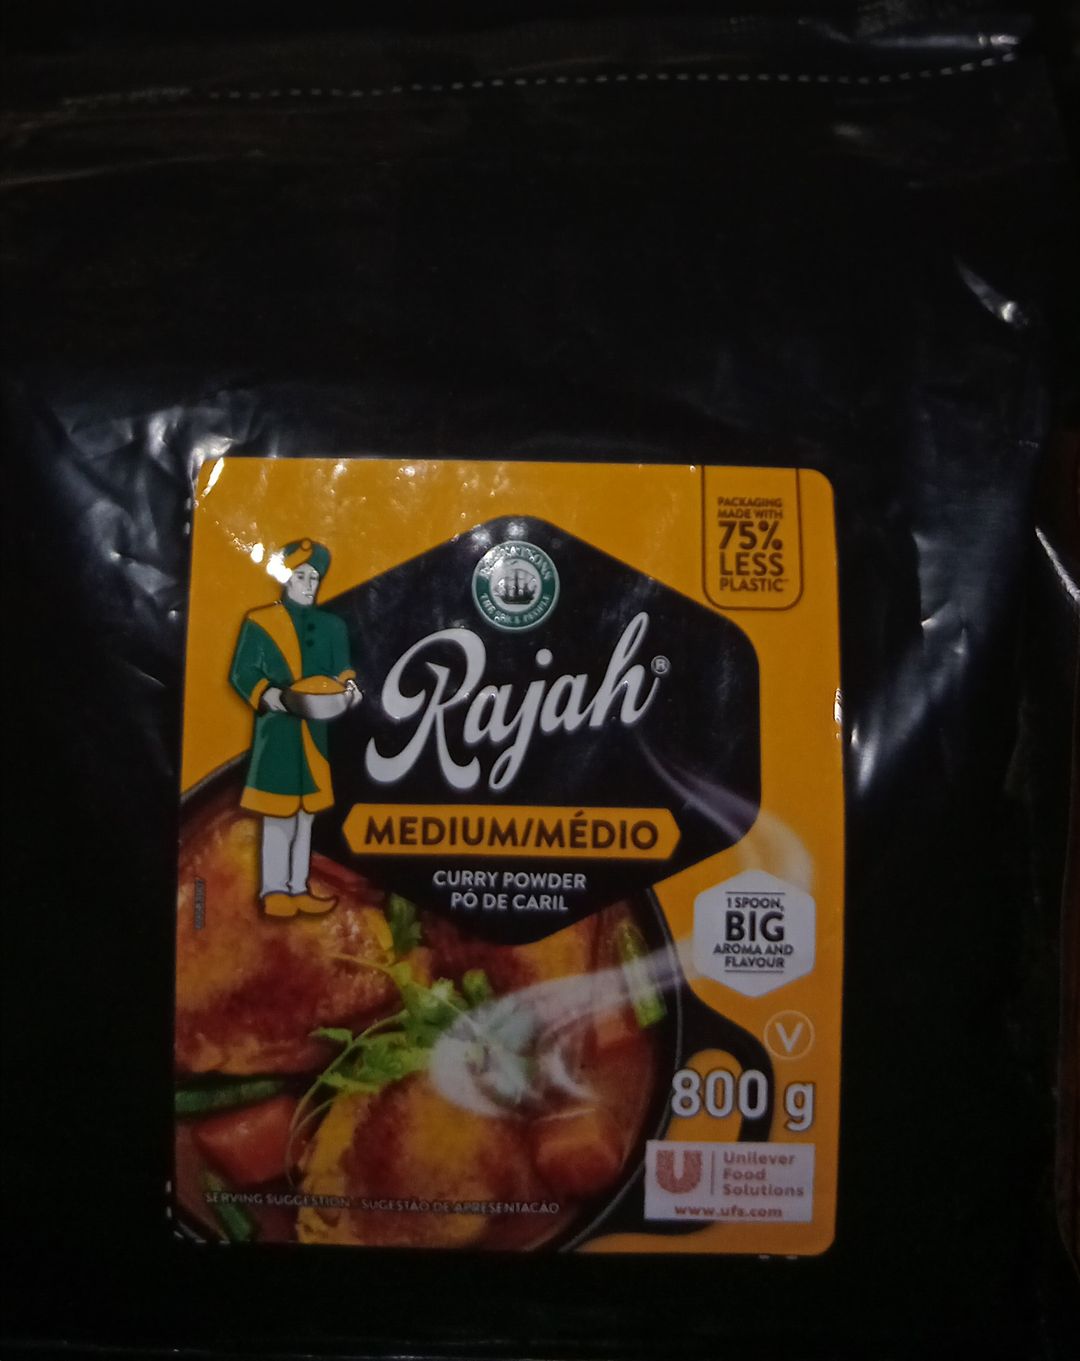 PACKAGING
MADE WITH
75%
LESS
PLASTIC
ROBERTSONS
Rajah®
MEDIUM/MÉDIO
CURRY POWDER
PÓ DE CARIL
1 SPOON,
BIG
AROMA AND
FLAVOUR
V
800 g
Unilever
Food
Solutions
www.ufs.com
SERVING SUGGESTION SUGESTÃO DE APRESENTAÇÃO